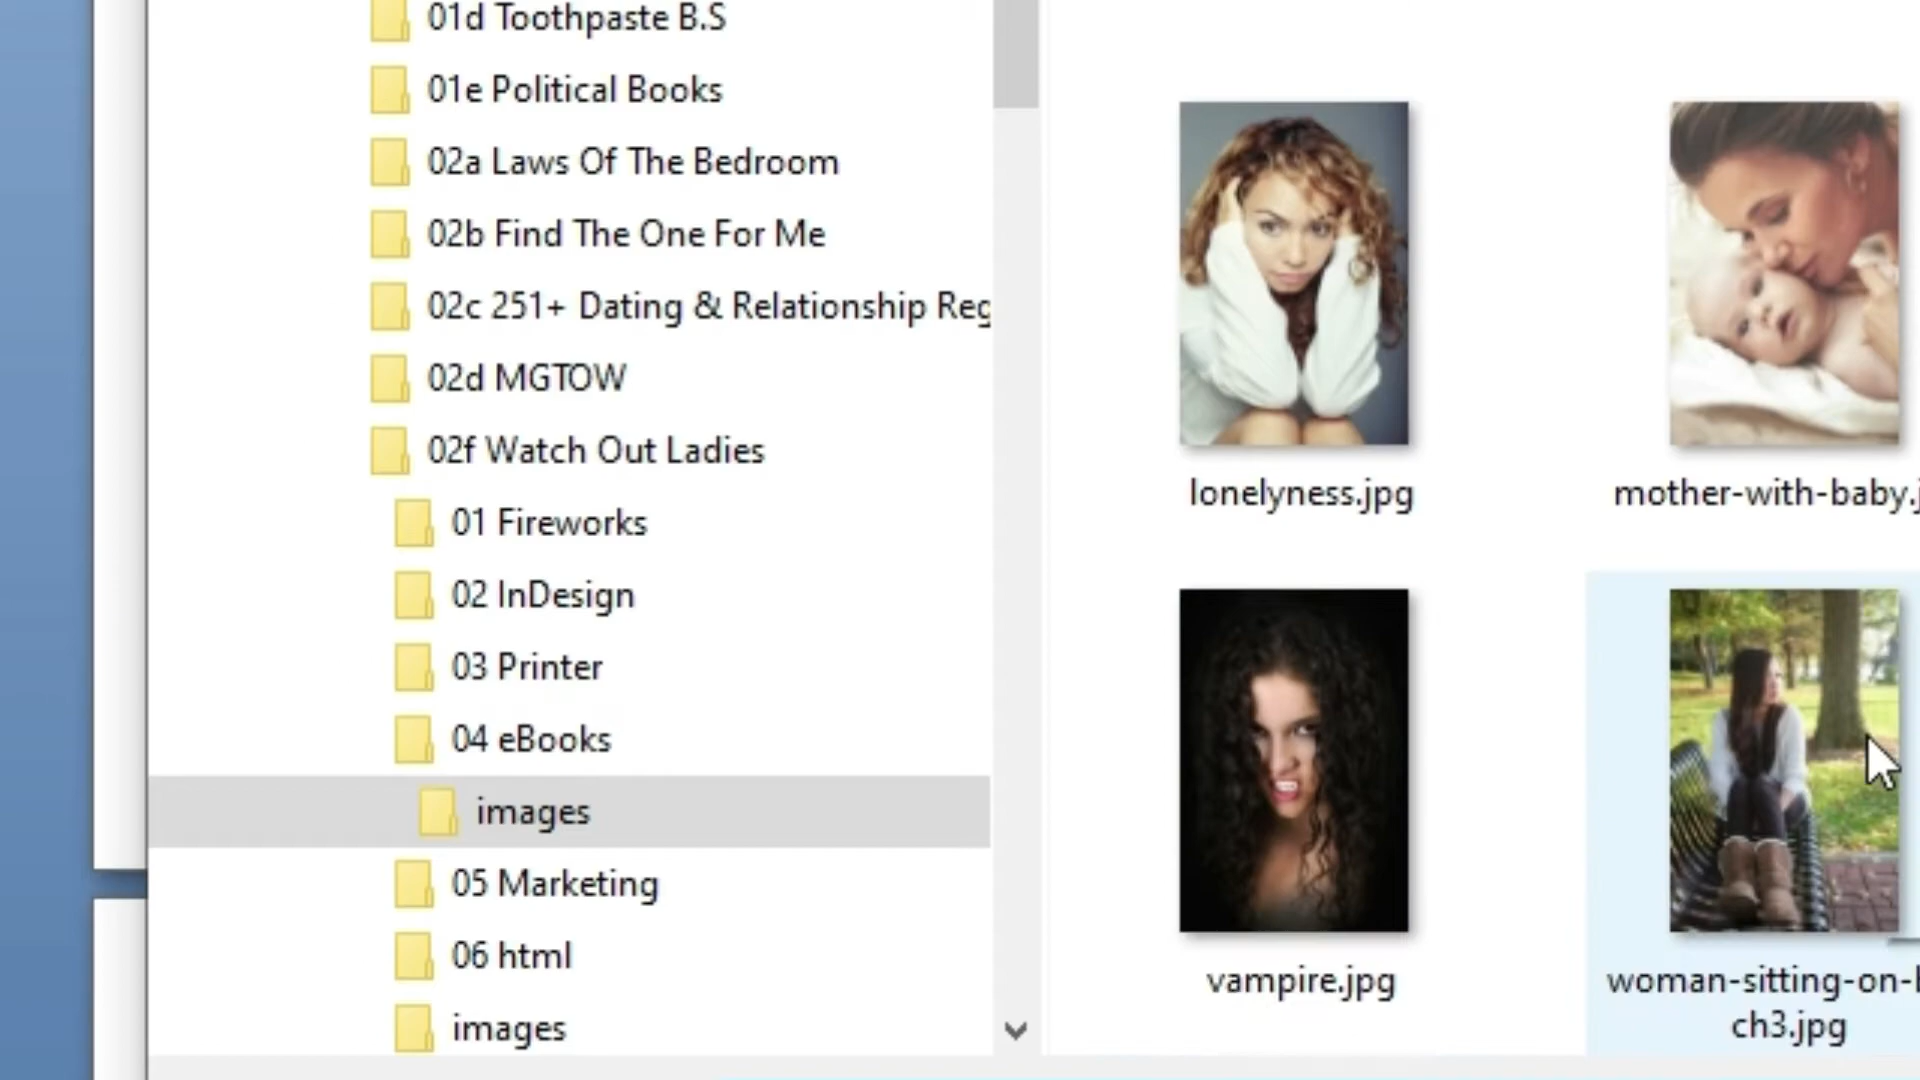 01d Toothpaste B.S
01e Political Books
02a Laws Of The Bedroom
02b Find The One For Me
02c 251+ Dating & Relationship Reg
02d MGTOW
02f Watch Out Ladies
01 Fireworks
02 InDesign
03 Printer
04 eBooks
images
05 Marketing
06 html
images
lonelyness.jpg
mother-with-baby.j
vampire.jpg
woman-sitting-on-b
ch3.jpg